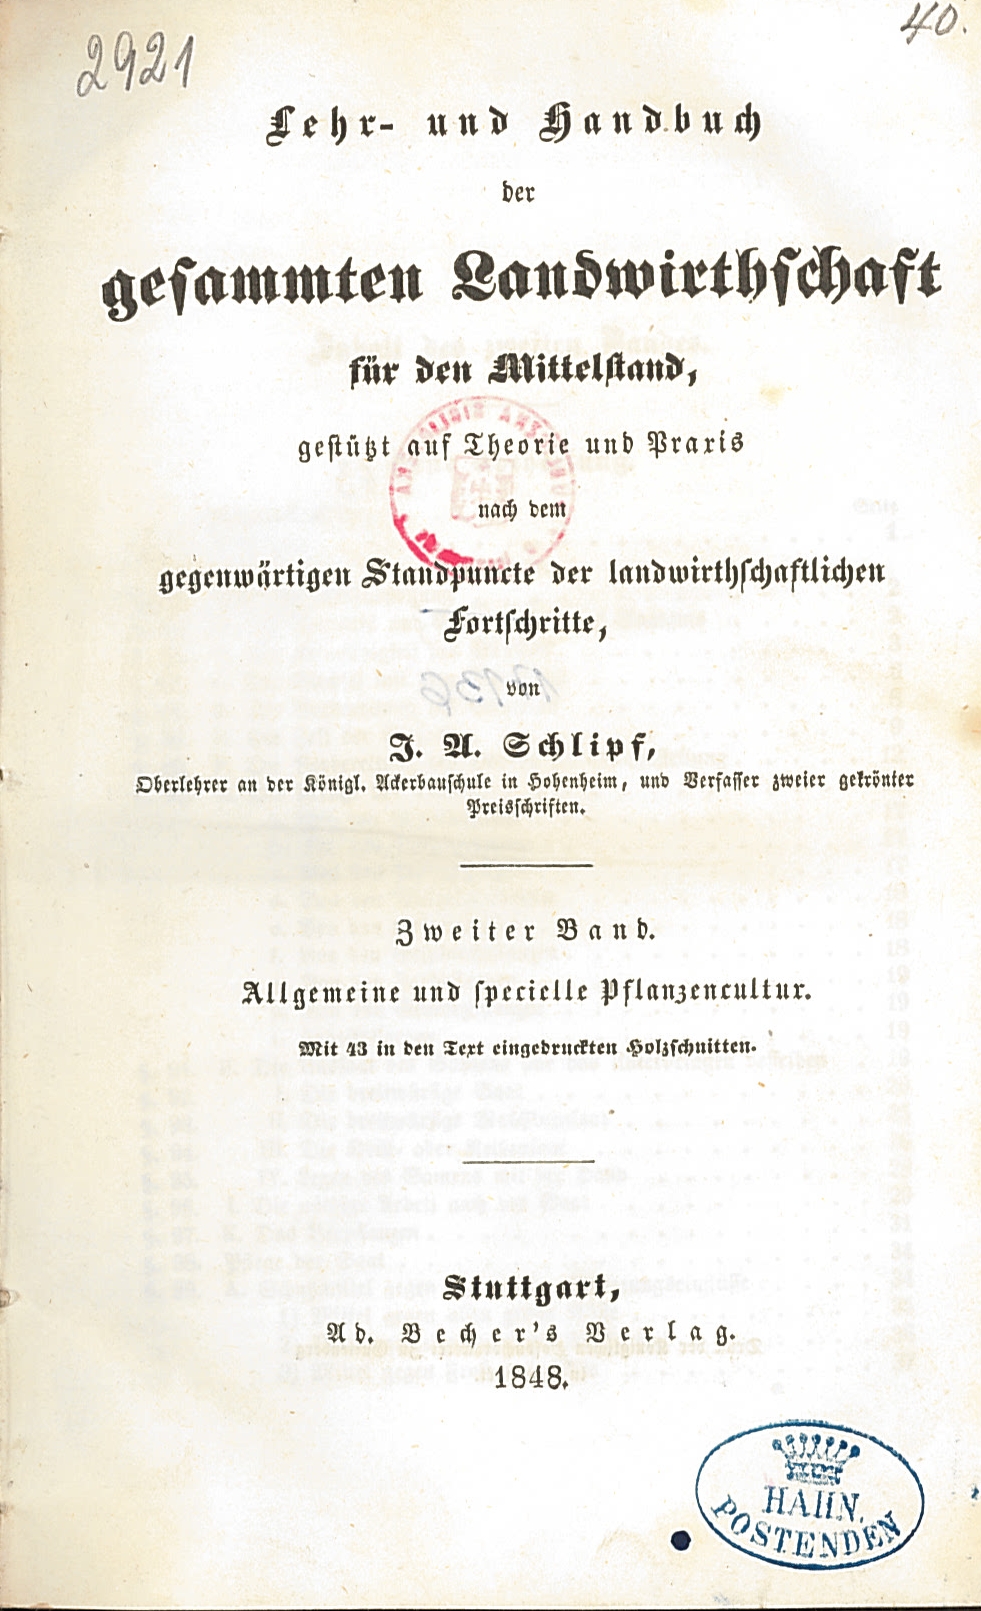 2921
40.
Lehr- und Handbuch
der
gesammten Landwirthschaft
für den Mittelstand,
gestützt auf Theorie und Praxis
nach dem
gegenwärtigen Standpuncte der landwirthschaftlichen
Fortschritte,
von
J. A. Schlipf,
Oberlehrer an der Königl. Ackerbauschule in Hohenheim, und Verfasser zweier gekrönter
Preisschriften.
Zweiter Band.
Allgemeine und specielle Pflanzencultur.
Mit 43 in den Text eingedruckten Holzschnitten.
Stuttgart,
Ad. Becher's Verlag.
1848.
HAHN.
POSTENDEN